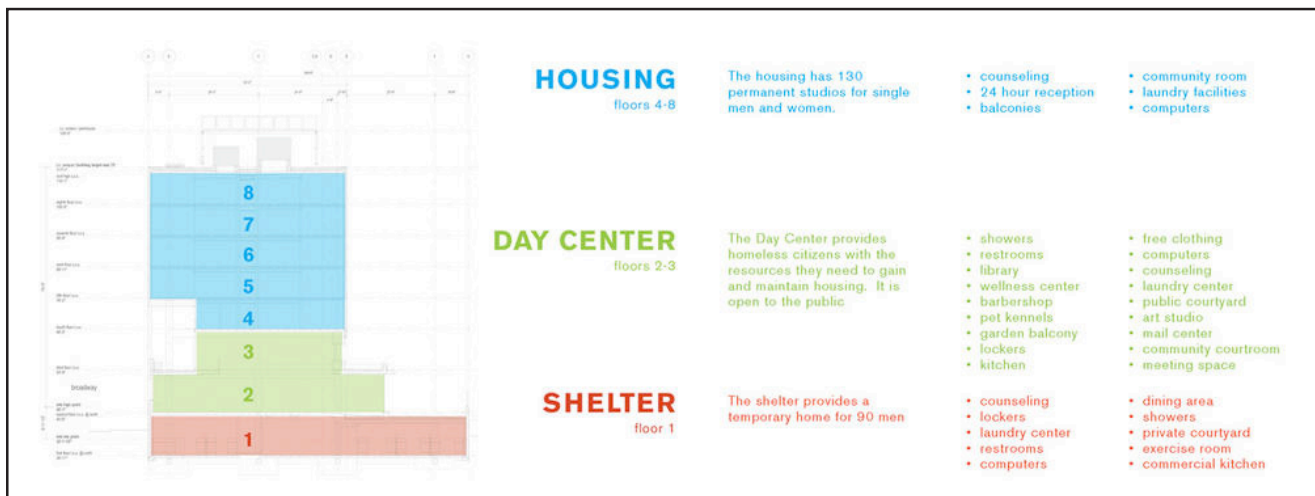 HOUSING
floors 4-8
The housing has 130
permanent studios for single
men and women.
• counseling
• 24 hour reception
• balconies
• community room
• laundry facilities
• computers
8
7
6
5
4
3
2
1
broadway
DAY CENTER
floors 2-3
The Day Center provides
homeless citizens with the
resources they need to gain
and maintain housing. It is
open to the public
• showers
• restrooms
• library
• wellness center
• barbershop
• pet kennels
• garden balcony
• lockers
• kitchen
• free clothing
• computers
• counseling
• laundry center
• public courtyard
• art studio
• mail center
• community courtroom
• meeting space
SHELTER
floor 1
The shelter provides a
temporary home for 90 men
• counseling
• lockers
• laundry center
• restrooms
• computers
• dining area
• showers
• private courtyard
• exercise room
• commercial kitchen